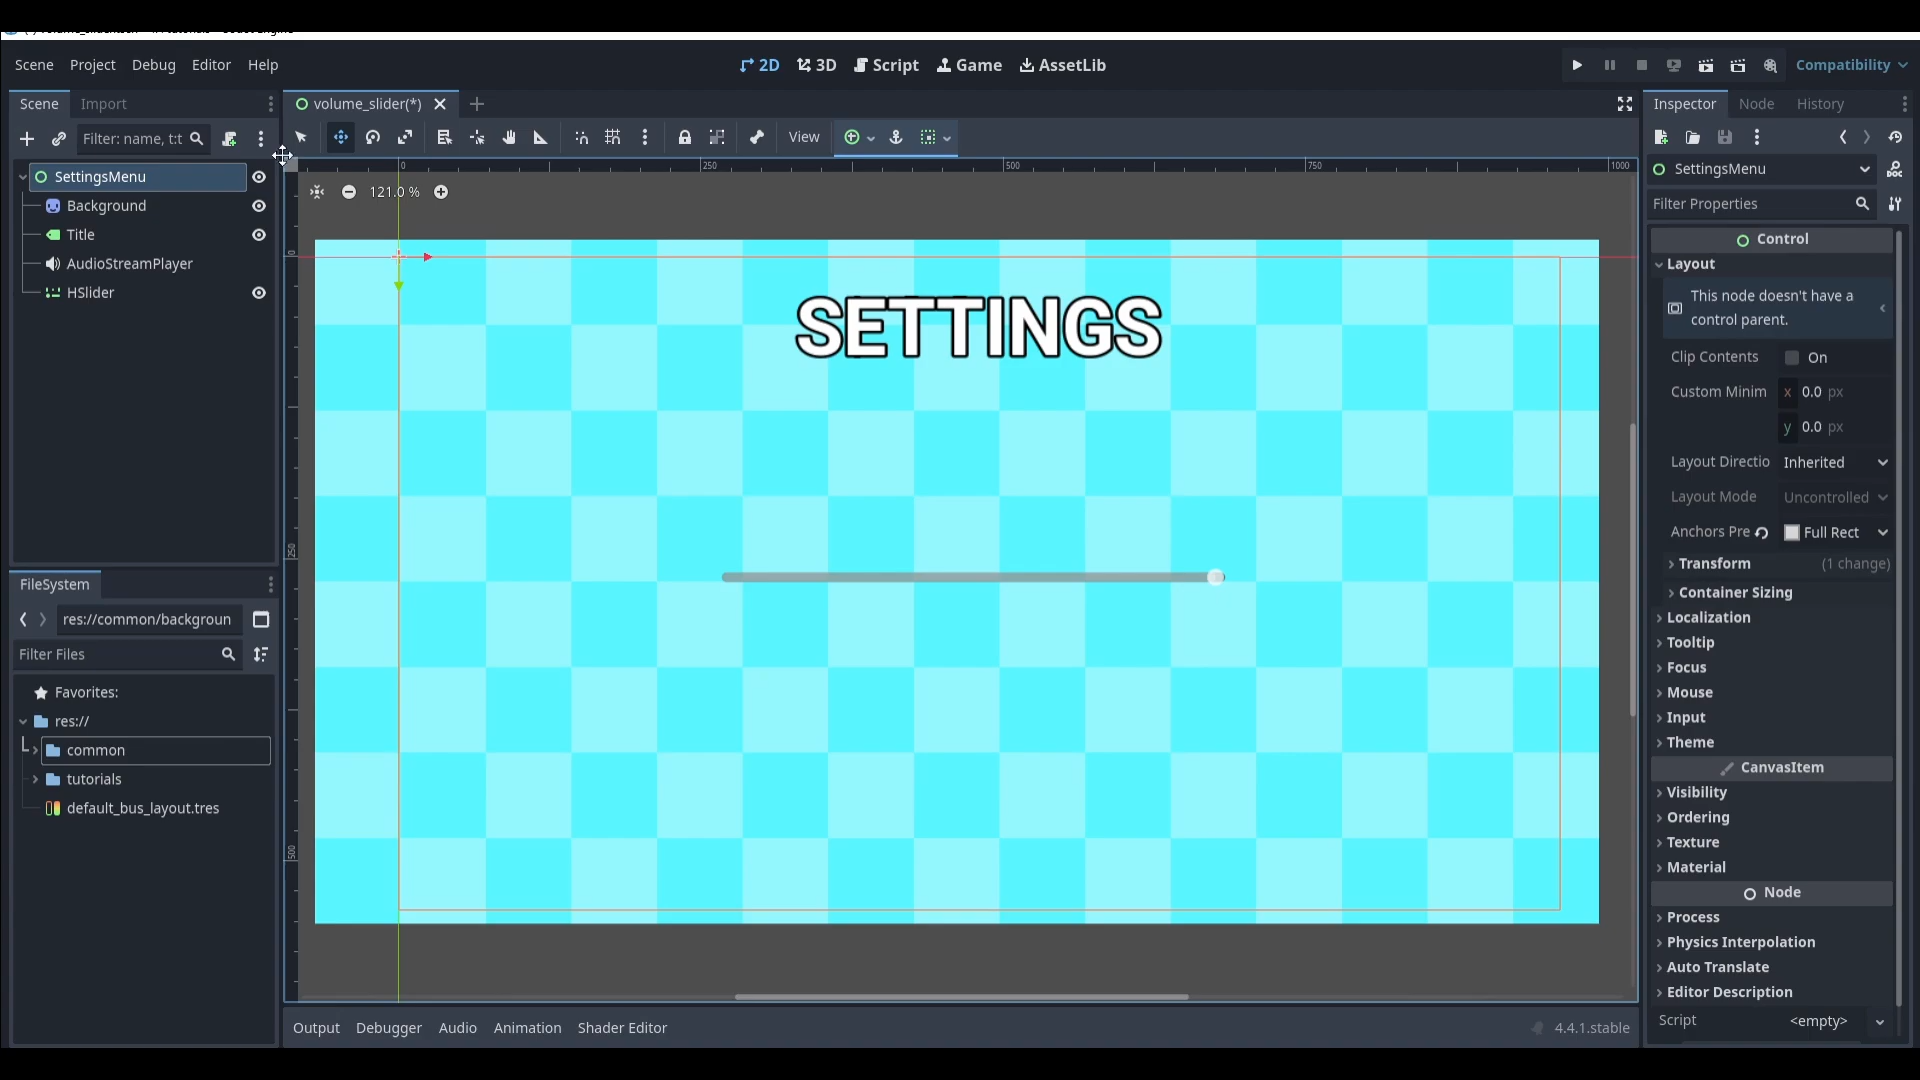 Scene Project Debug Editor Help
2D 3D Script Game AssetLib
Compatibility
Scene Import
volume_slider(*)
Inspector Node History
Filter: name, t:t
View
SettingsMenu
Background
Title
AudioStreamPlayer
HSlider
0 250 500 750 1000
121.0 %
0
250
500
SETTINGS
FileSystem
res://common/backgroun
Filter Files
Favorites:
res://
common
tutorials
default_bus_layout.tres
Output Debugger Audio Animation Shader Editor
4.4.1.stable
SettingsMenu
DOC
Filter Properties
Control
Layout
This node doesn't have a
control parent.
Clip Contents On
Custom Minim x 0.0 px
y 0.0 px
Layout Directio Inherited
Layout Mode Uncontrolled
Anchors Pre Full Rect
Transform (1 change)
Container Sizing
Localization
Tooltip
Focus
Mouse
Input
Theme
CanvasItem
Visibility
Ordering
Texture
Material
Node
Process
Physics Interpolation
Auto Translate
Editor Description
Script <empty>